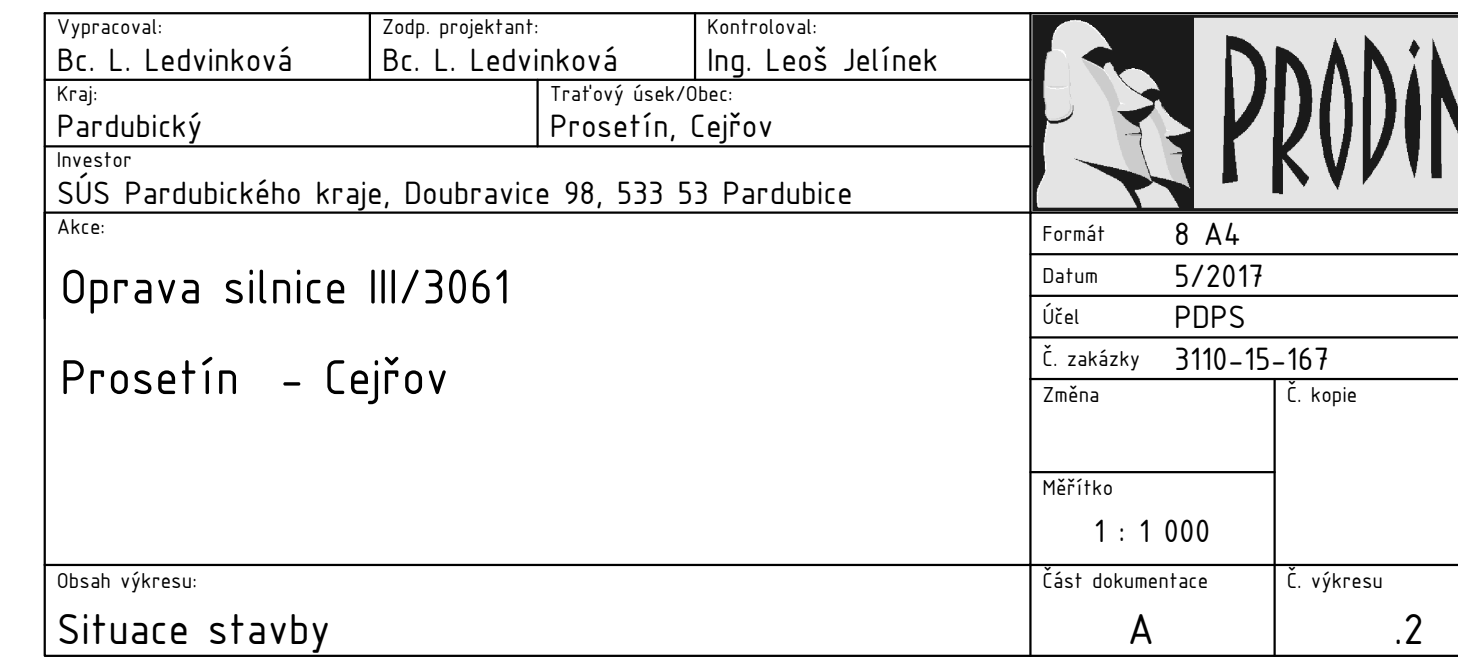 Vypracoval:
Bc. L. Ledvinková
Zodp. projektant:
Bc. L. Ledvinková
Kontroloval:
Ing. Leoš Jelínek
Kraj:
Pardubický
Traťový úsek/Obec:
Prosetín, Cejřov
Investor
SÚS Pardubického kraje, Doubravice 98, 533 53 Pardubice
Akce:
Oprava silnice III/3061
Prosetín - Cejřov
Obsah výkresu:
Situace stavby
PRODIN
Formát 8 A4
Datum 5/2017
Účel PDPS
Č. zakázky 3110-15-167
Změna
Č. kopie
Měřítko
1 : 1 000
Část dokumentace
A
Č. výkresu
.2